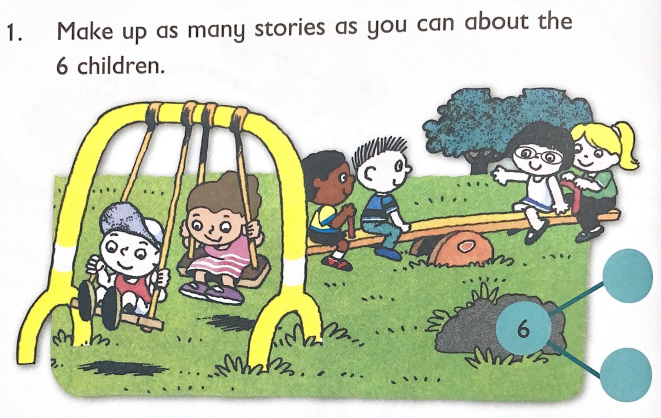 1. Make up as many stories as you can about the
6 children.
6